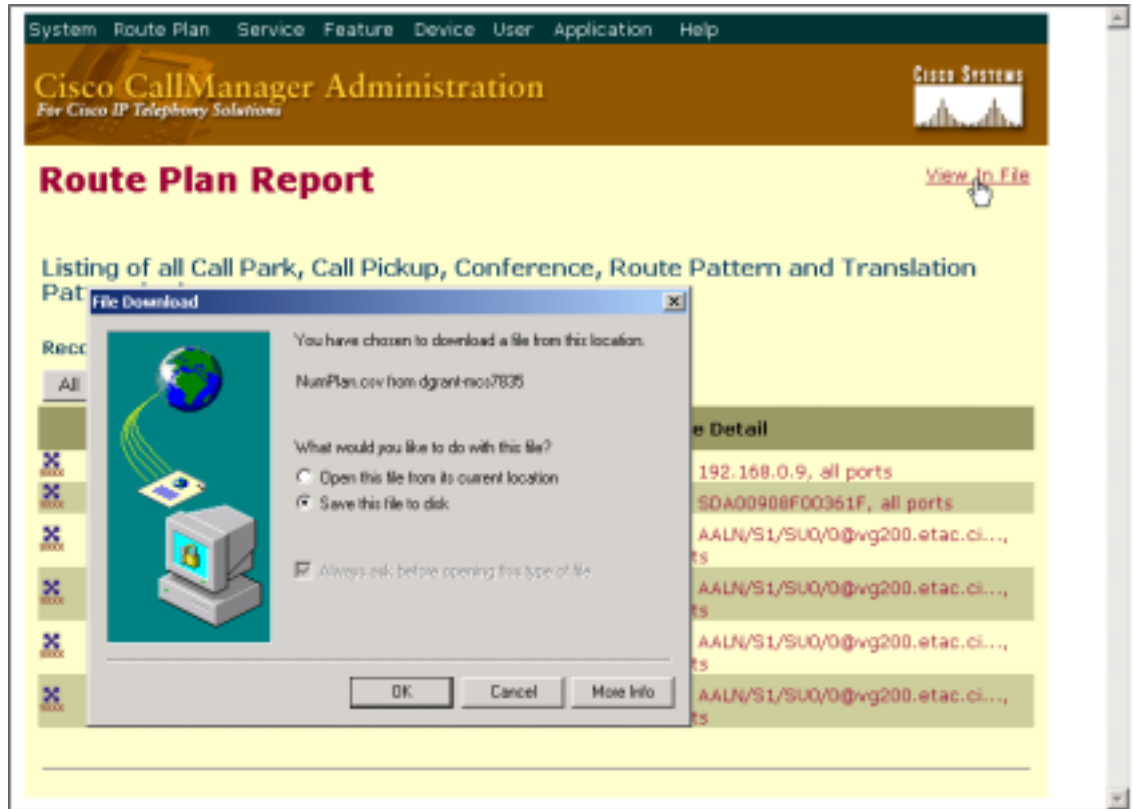 System Route Plan Service Feature Device User Application Help
Cisco CallManager Administration
For Cisco IP Telephony Solutions
CISCO SYSTEMS
Route Plan Report
View In File
Listing of all Call Park, Call Pickup, Conference, Route Pattern and Translation
Pat
File Download
You have chosen to download a file from this location.
NumPlan.csv from dgrant-mcs7835
What would you like to do with this file?
Open this file from its current location
Save this file to disk
Always ask before opening this type of file
OK Cancel More Info
Reco
All
e Detail
192.168.0.9, all ports
SDA00908F00361F, all ports
AALN/S1/SU0/0@vg200.etac.ci...,
ts
AALN/S1/SU0/0@vg200.etac.ci...,
ts
AALN/S1/SU0/0@vg200.etac.ci...,
ts
AALN/S1/SU0/0@vg200.etac.ci...,
ts